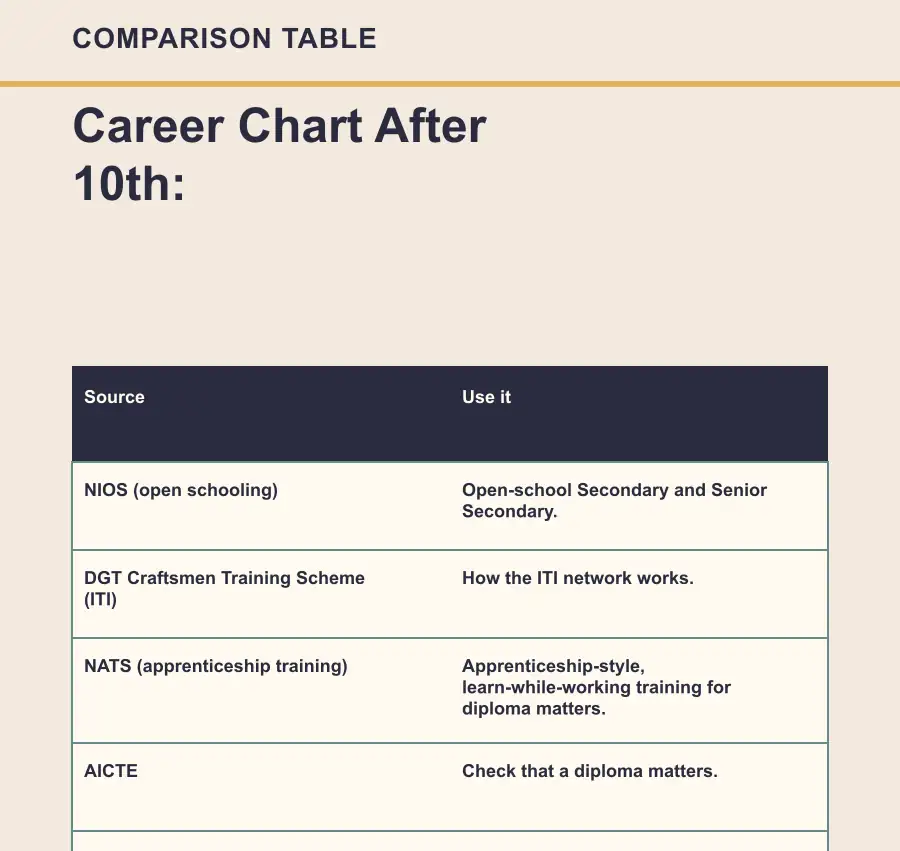 COMPARISON TABLE
Career Chart After
10th:
Source
Use it
NIOS (open schooling)
Open-school Secondary and Senior
Secondary.
DGT Craftsmen Training Scheme
(ITI)
How the ITI network works.
NATS (apprenticeship training)
Apprenticeship-style,
learn-while-working training for
diploma matters.
AICTE
Check that a diploma matters.